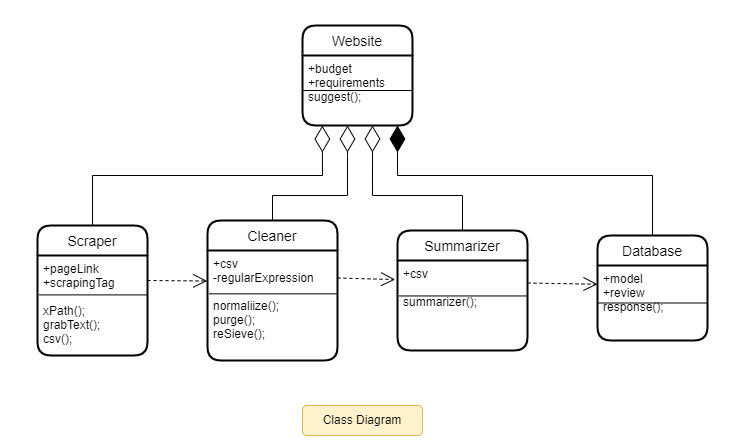 Website
+budget
+requirements
suggest();
Scraper
+pageLink
+scrapingTag
xPath();
grabText();
csv();
Cleaner
+csv
-regularExpression
normaliize();
purge();
reSieve();
Summarizer
+csv
summarizer();
Database
+model
+review
response();
Class Diagram